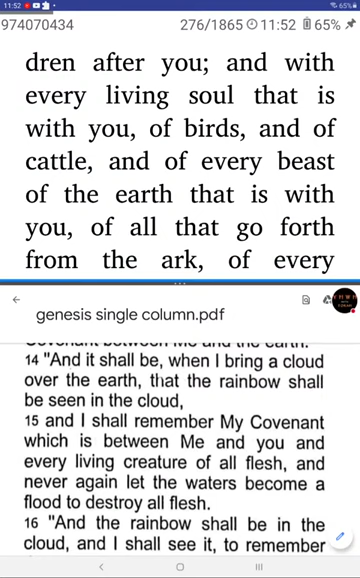 11:52
65%
974070434 276/1865 11:52 65%
dren after you; and with
every living soul that is
with you, of birds, and of
cattle, and of every beast
of the earth that is with
you, of all that go forth
from the ark, of every
genesis single column.pdf
Covenant between Me and the earth.
14 "And it shall be, when I bring a cloud
over the earth, that the rainbow shall
be seen in the cloud,
15 and I shall remember My Covenant
which is between Me and you and
every living creature of all flesh, and
never again let the waters become a
flood to destroy all flesh.
16 "And the rainbow shall be in the
cloud, and I shall see it, to remember